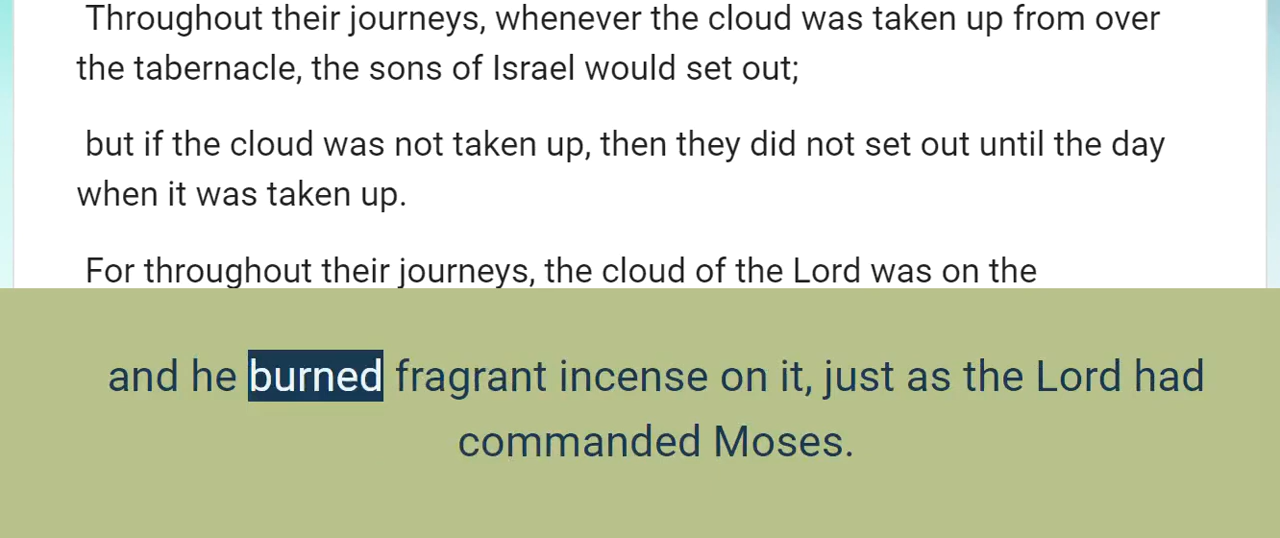 Throughout their journeys, whenever the cloud was taken up from over
the tabernacle, the sons of Israel would set out;
but if the cloud was not taken up, then they did not set out until the day
when it was taken up.
For throughout their journeys, the cloud of the Lord was on the
and he burned fragrant incense on it, just as the Lord had
commanded Moses.